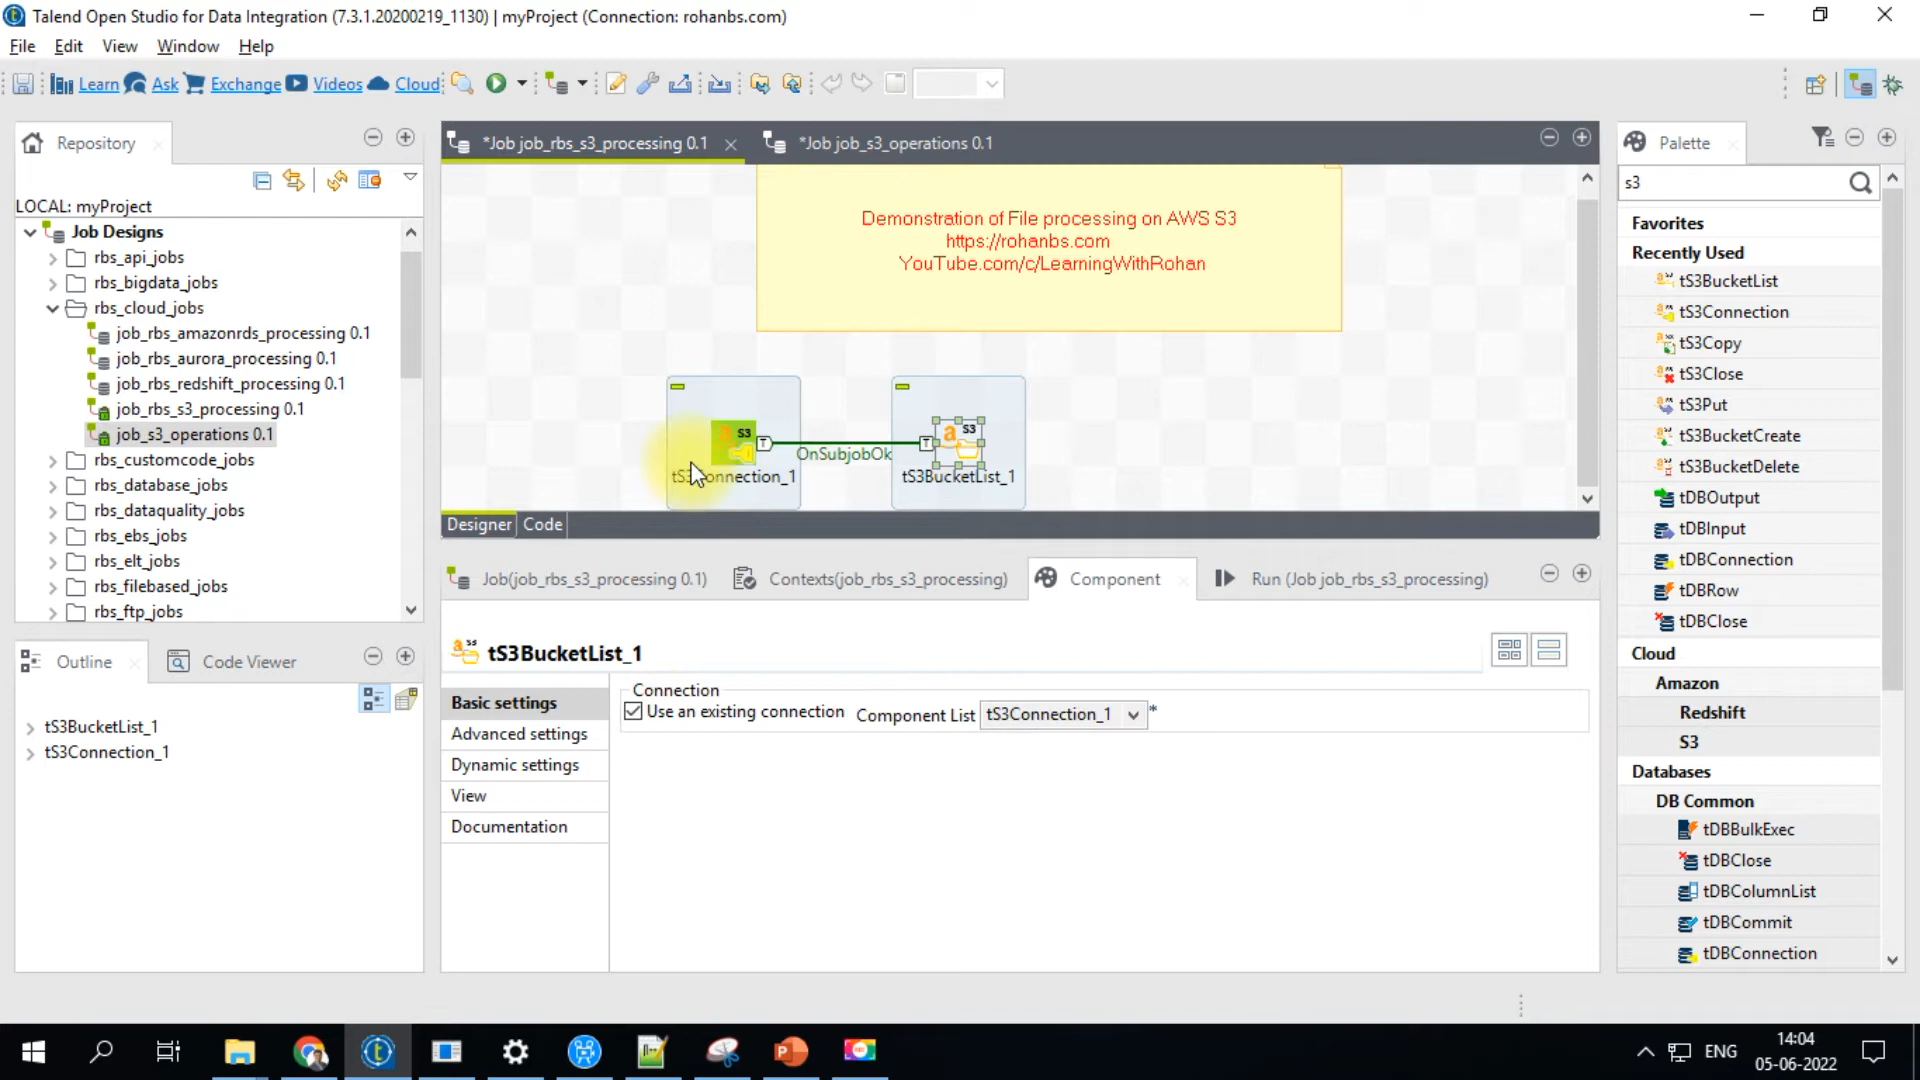 Talend Open Studio for Data Integration (7.3.1.20200219_1130) | myProject (Connection: rohanbs.com)
File Edit View Window Help
Learn Ask Exchange Videos Cloud
Repository
LOCAL: myProject
Job Designs
rbs_api_jobs
rbs_bigdata_jobs
rbs_cloud_jobs
job_rbs_amazonrds_processing 0.1
job_rbs_aurora_processing 0.1
job_rbs_redshift_processing 0.1
job_rbs_s3_processing 0.1
job_s3_operations 0.1
rbs_customcode_jobs
rbs_database_jobs
rbs_dataquality_jobs
rbs_ebs_jobs
rbs_elt_jobs
rbs_filebased_jobs
rbs_ftp_jobs
Outline Code Viewer
tS3BucketList_1
tS3Connection_1
*Job job_rbs_s3_processing 0.1 *Job job_s3_operations 0.1
Demonstration of File processing on AWS S3
https://rohanbs.com
YouTube.com/c/LearningWithRohan
OnSubjobOk
tS3Connection_1 tS3BucketList_1
Designer Code
Job(job_rbs_s3_processing 0.1) Contexts(job_rbs_s3_processing) Component Run (Job job_rbs_s3_processing)
tS3BucketList_1
Basic settings
Advanced settings
Dynamic settings
View
Documentation
Connection
Use an existing connection Component List tS3Connection_1 *
Palette
s3
Favorites
Recently Used
tS3BucketList
tS3Connection
tS3Copy
tS3Close
tS3Put
tS3BucketCreate
tS3BucketDelete
tDBOutput
tDBInput
tDBConnection
tDBRow
tDBClose
Cloud
Amazon
Redshift
S3
Databases
DB Common
tDBBulkExec
tDBClose
tDBColumnList
tDBCommit
tDBConnection
ENG
14:04
05-06-2022